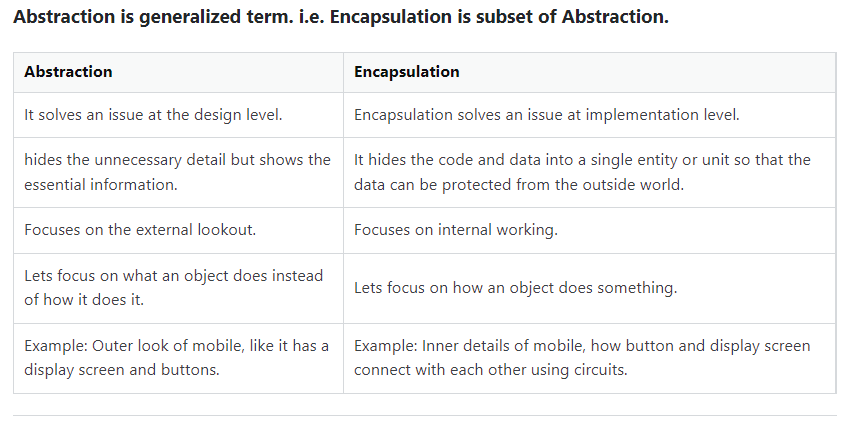 Abstraction is generalized term. i.e. Encapsulation is subset of Abstraction.
Abstraction
Encapsulation
It solves an issue at the design level.
Encapsulation solves an issue at implementation level.
hides the unnecessary detail but shows the
essential information.
It hides the code and data into a single entity or unit so that the
data can be protected from the outside world.
Focuses on the external lookout.
Focuses on internal working.
Lets focus on what an object does instead
of how it does it.
Lets focus on how an object does something.
Example: Outer look of mobile, like it has a
display screen and buttons.
Example: Inner details of mobile, how button and display screen
connect with each other using circuits.